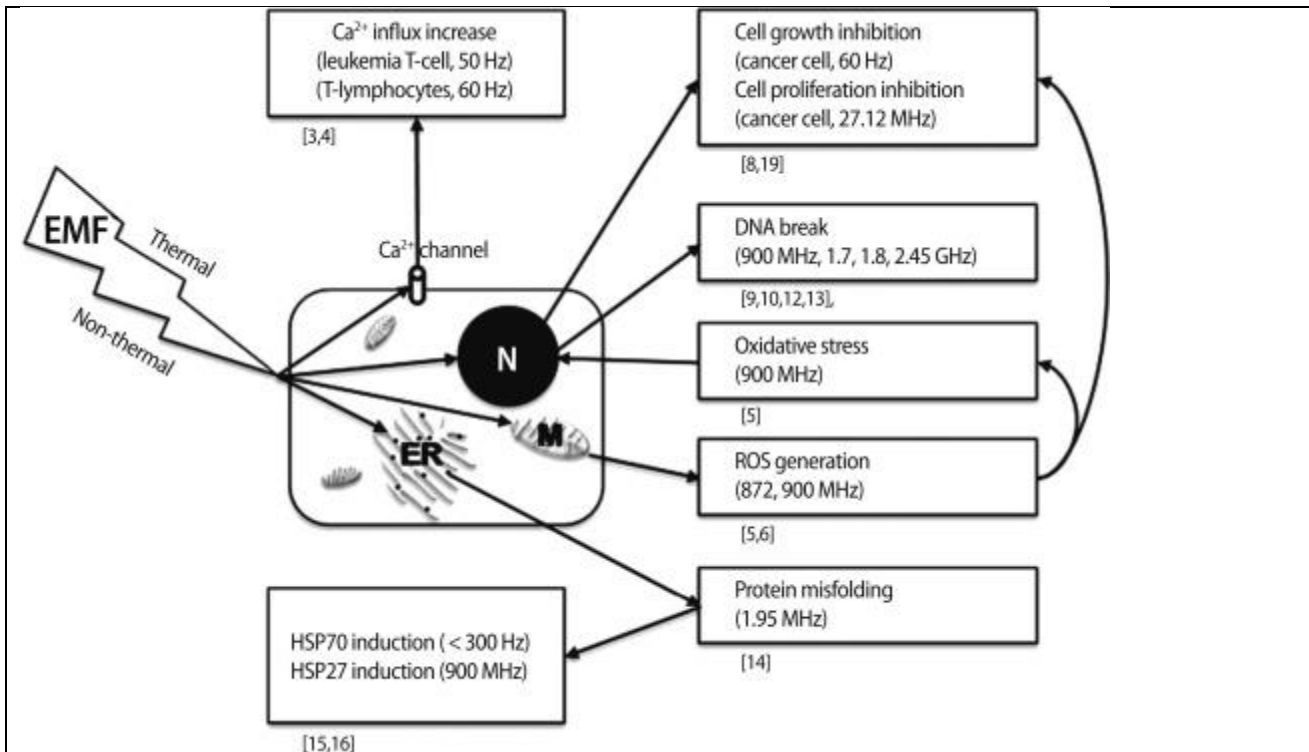 Ca²⁺ influx increase
(leukemia T-cell, 50 Hz)
(T-lymphocytes, 60 Hz)
[3,4]
Cell growth inhibition
(cancer cell, 60 Hz)
Cell proliferation inhibition
(cancer cell, 27.12 MHz)
[8,19]
EMF
Thermal
Non-thermal
Ca²⁺ channel
DNA break
(900 MHz, 1.7, 1.8, 2.45 GHz)
[9,10,12,13],
N
Oxidative stress
(900 MHz)
[5]
M
ER
ROS generation
(872, 900 MHz)
[5,6]
Protein misfolding
(1.95 MHz)
[14]
HSP70 induction (< 300 Hz)
HSP27 induction (900 MHz)
[15,16]